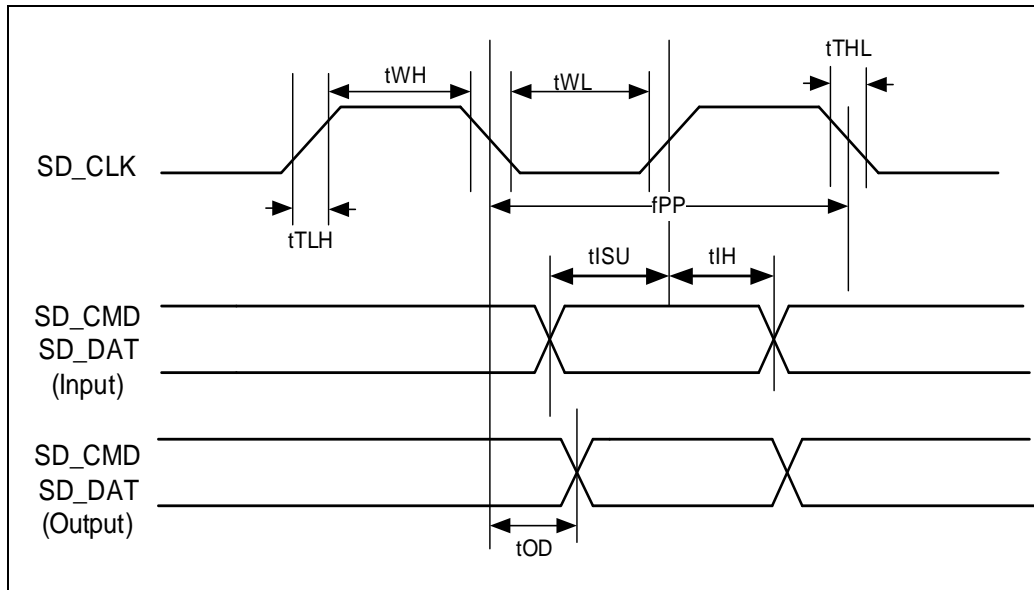 tTHL
tWH
tWL
SD_CLK
fPP
tTLH
tISU
tIH
SD_CMD
SD_DAT
(Input)
SD_CMD
SD_DAT
(Output)
tOD